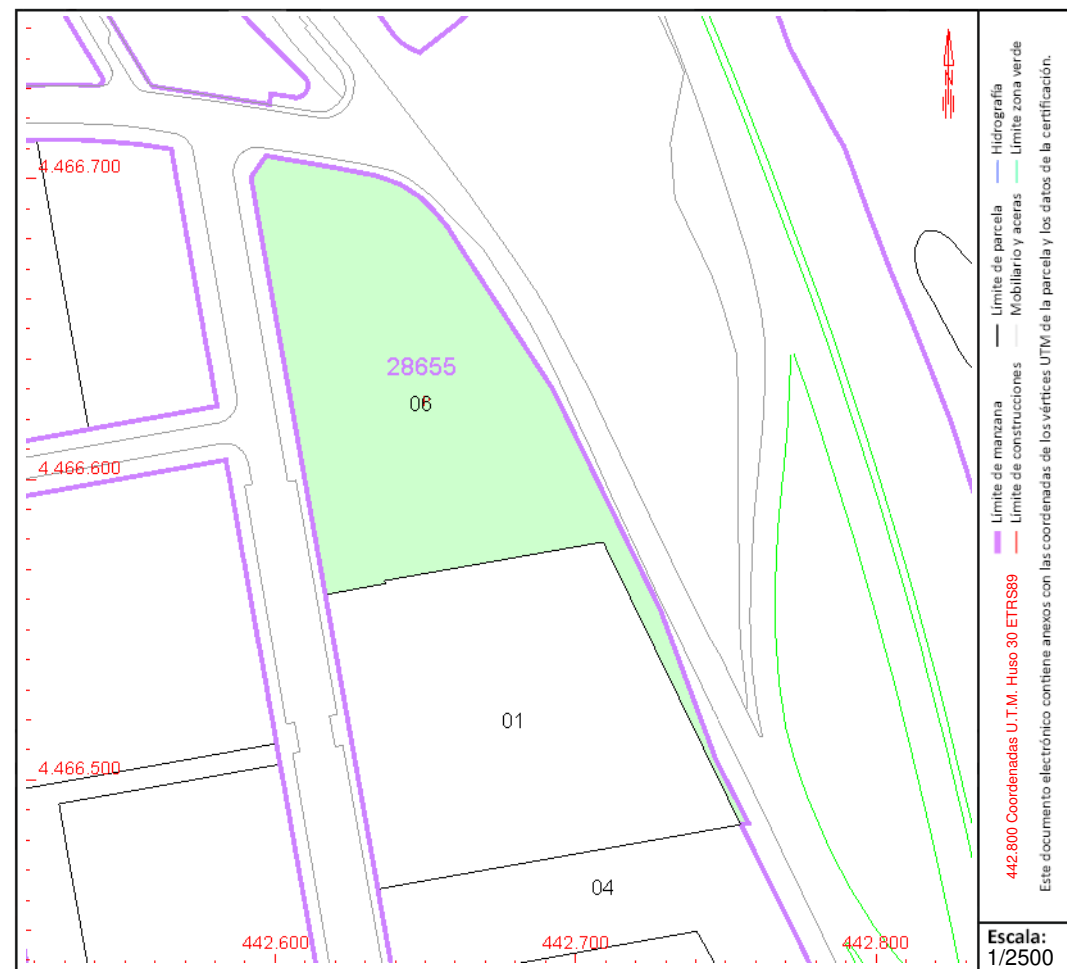 4.466.700
28655
06
4.466.600
01
4.466.500
04
442.600
442.700
442.800
N
442.800 Coordenadas U.T.M. Huso 30 ETRS89
Límite de manzana
Límite de parcela
Hidrografía
Límite de construcciones
Mobiliario y aceras
Límite zona verde
Este documento electrónico contiene anexos con las coordenadas de los vértices UTM de la parcela y los datos de la certificación.
Escala:
1/2500